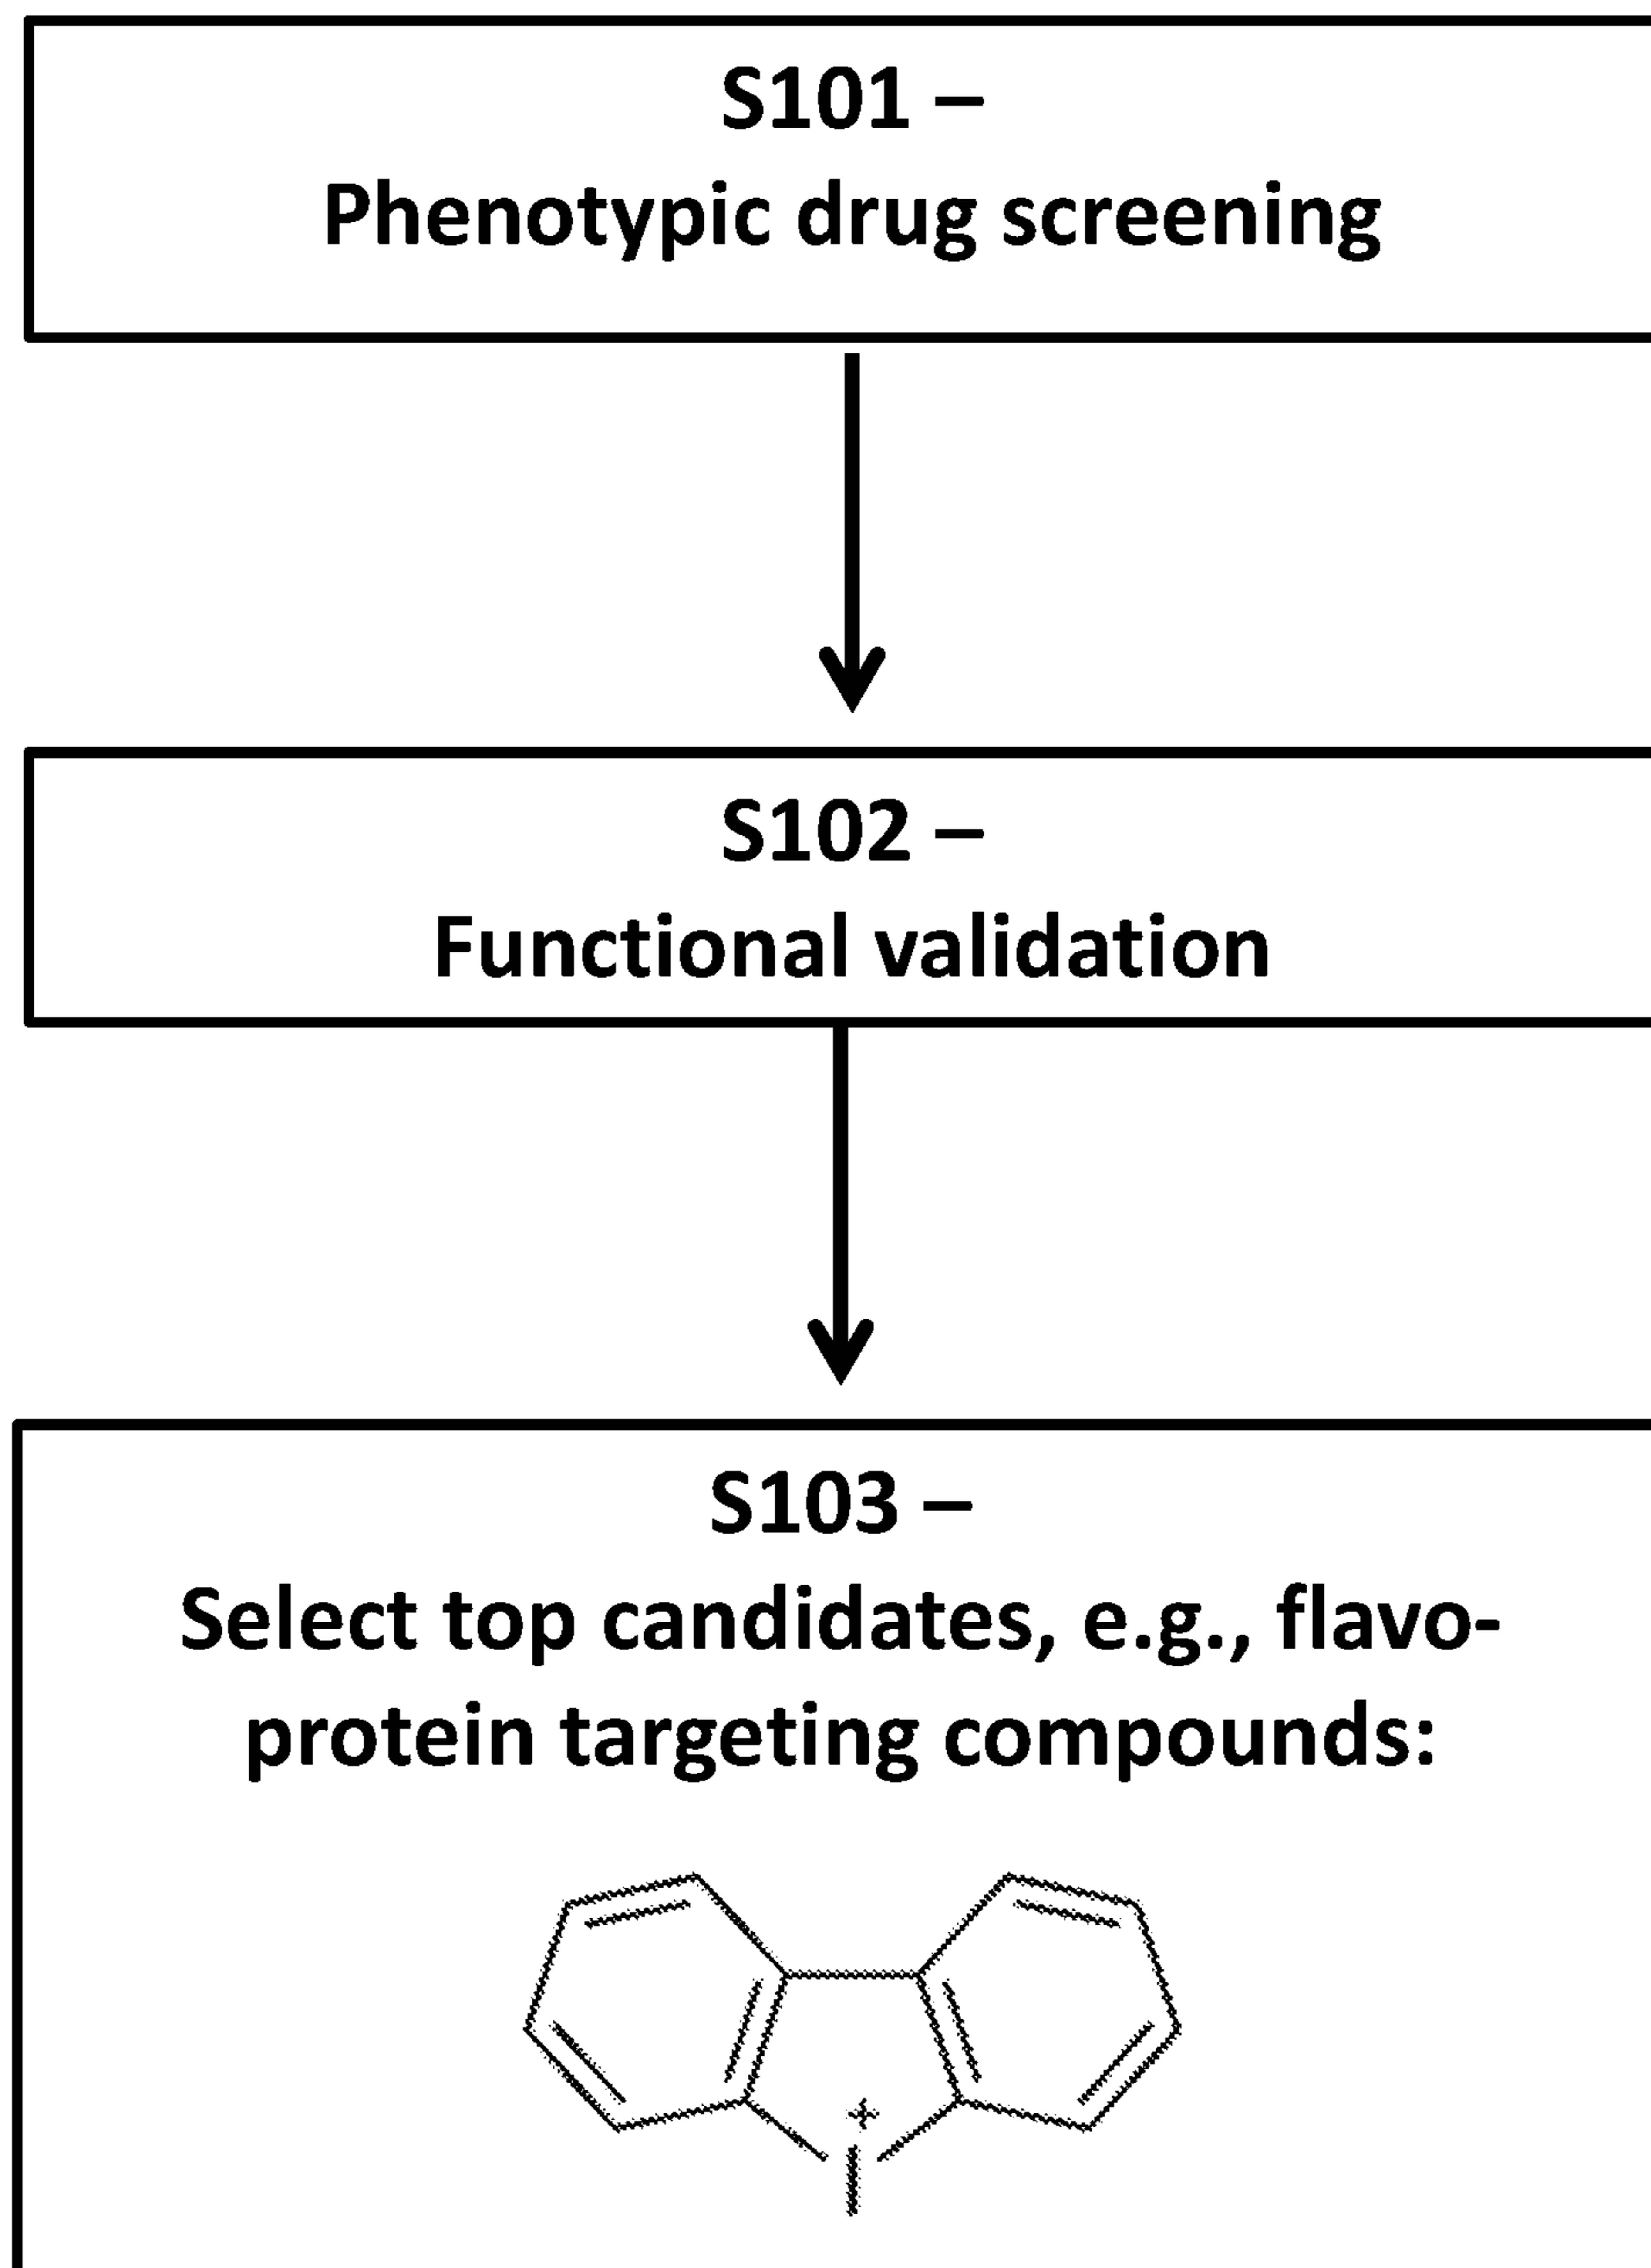 S101 –
Phenotypic drug screening
S102 –
Functional validation
S103 –
Select top candidates, e.g., flavo-
protein targeting compounds:
+
I